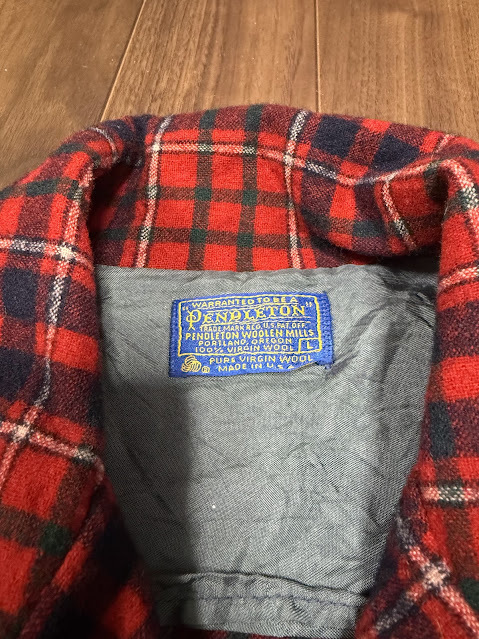 "WARRANTED TO BE A
PENDLETON"
TRADE MARK REG. U.S. PAT. OFF.
PENDLETON WOOLEN MILLS
PORTLAND, OREGON
100% VIRGIN WOOL L
PURE VIRGIN WOOL
MADE IN U.S.A.